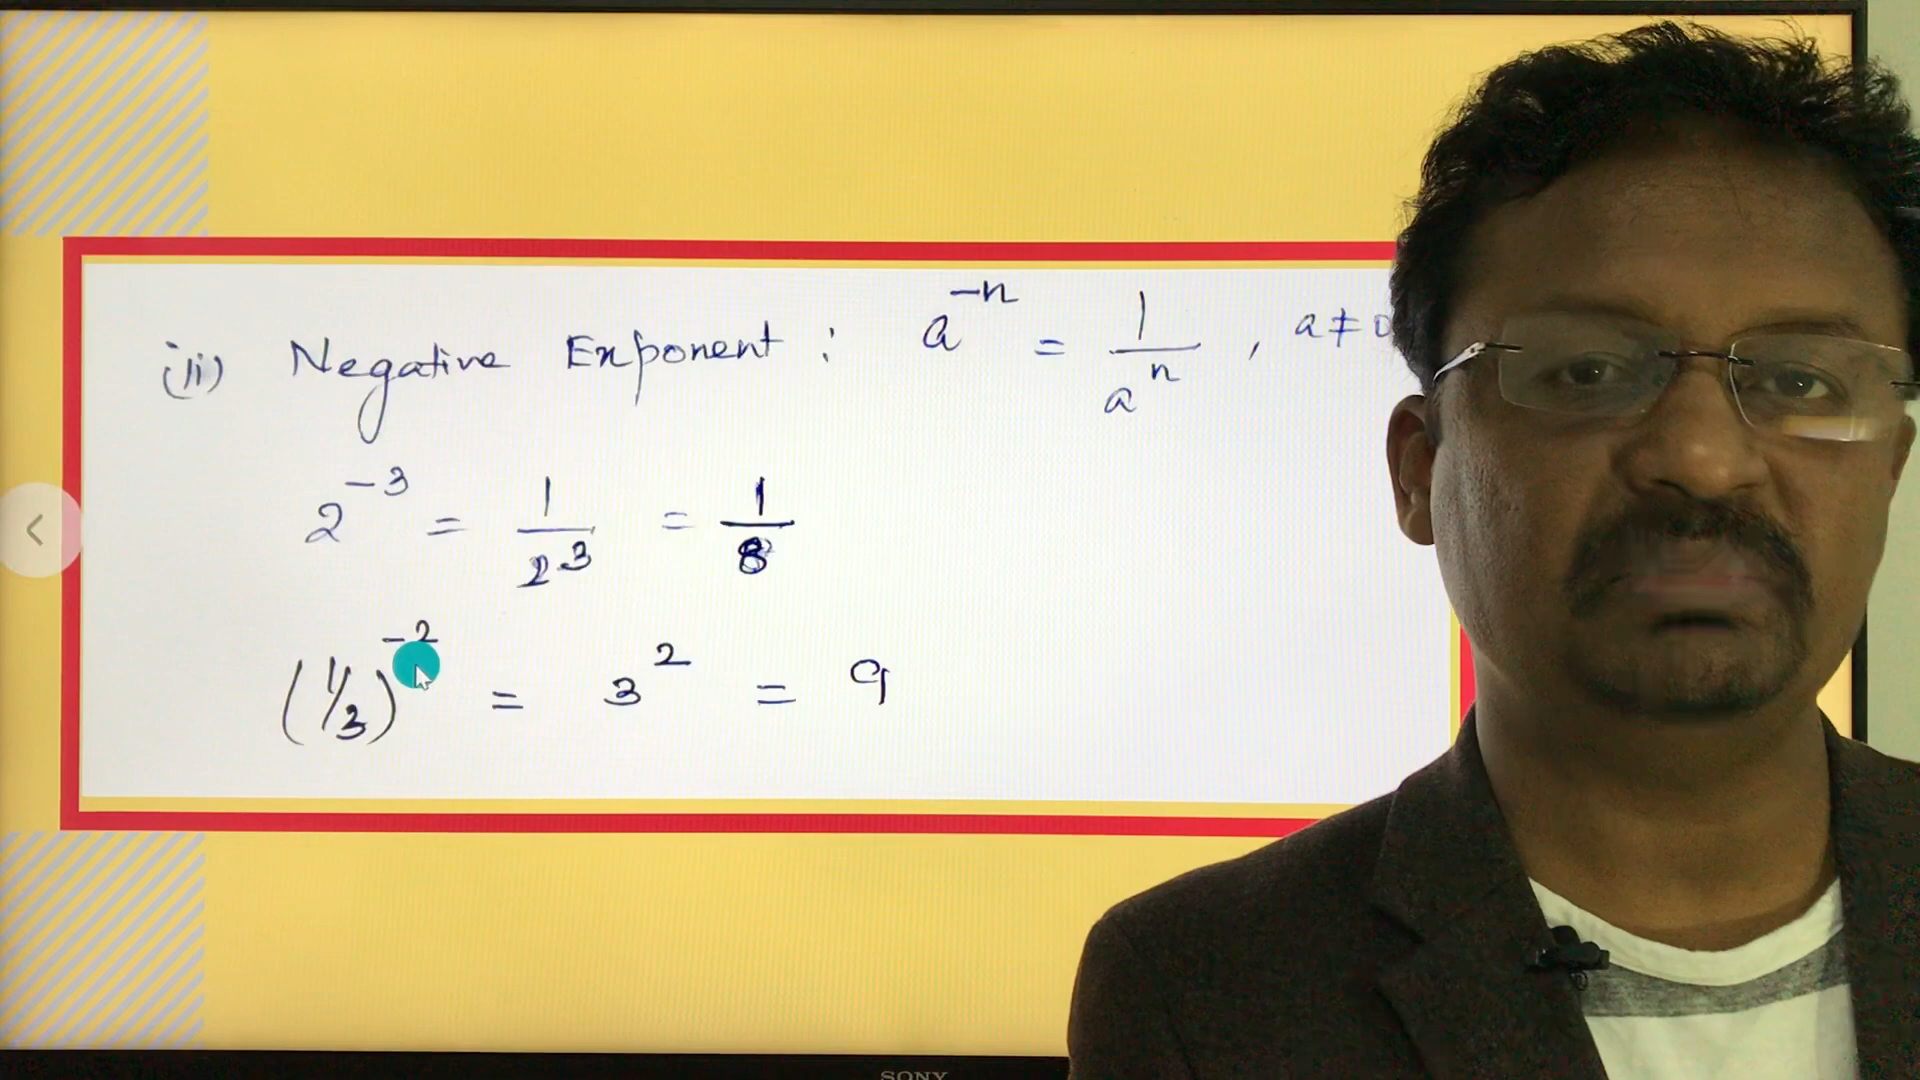 (ii) Negative Exponent : a^-n = 1/a^n , a ≠ 0
2^-3 = 1/2^3 = 1/8
(1/3)^-2 = 3^2 = 9
SONY